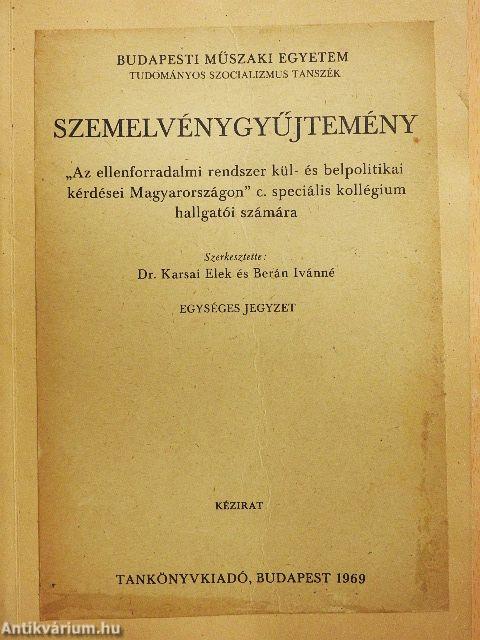 BUDAPESTI MŰSZAKI EGYETEM
TUDOMÁNYOS SZOCIALIZMUS TANSZÉK
SZEMELVÉNYGYŰJTEMÉNY
„Az ellenforradalmi rendszer kül- és belpolitikai
kérdései Magyarországon” c. speciális kollégium
hallgatói számára
Szerkesztette:
Dr. Karsai Elek és Berán Ivánné
EGYSÉGES JEGYZET
KÉZIRAT
TANKÖNYVKIADÓ, BUDAPEST 1969
Antikvárium.hu